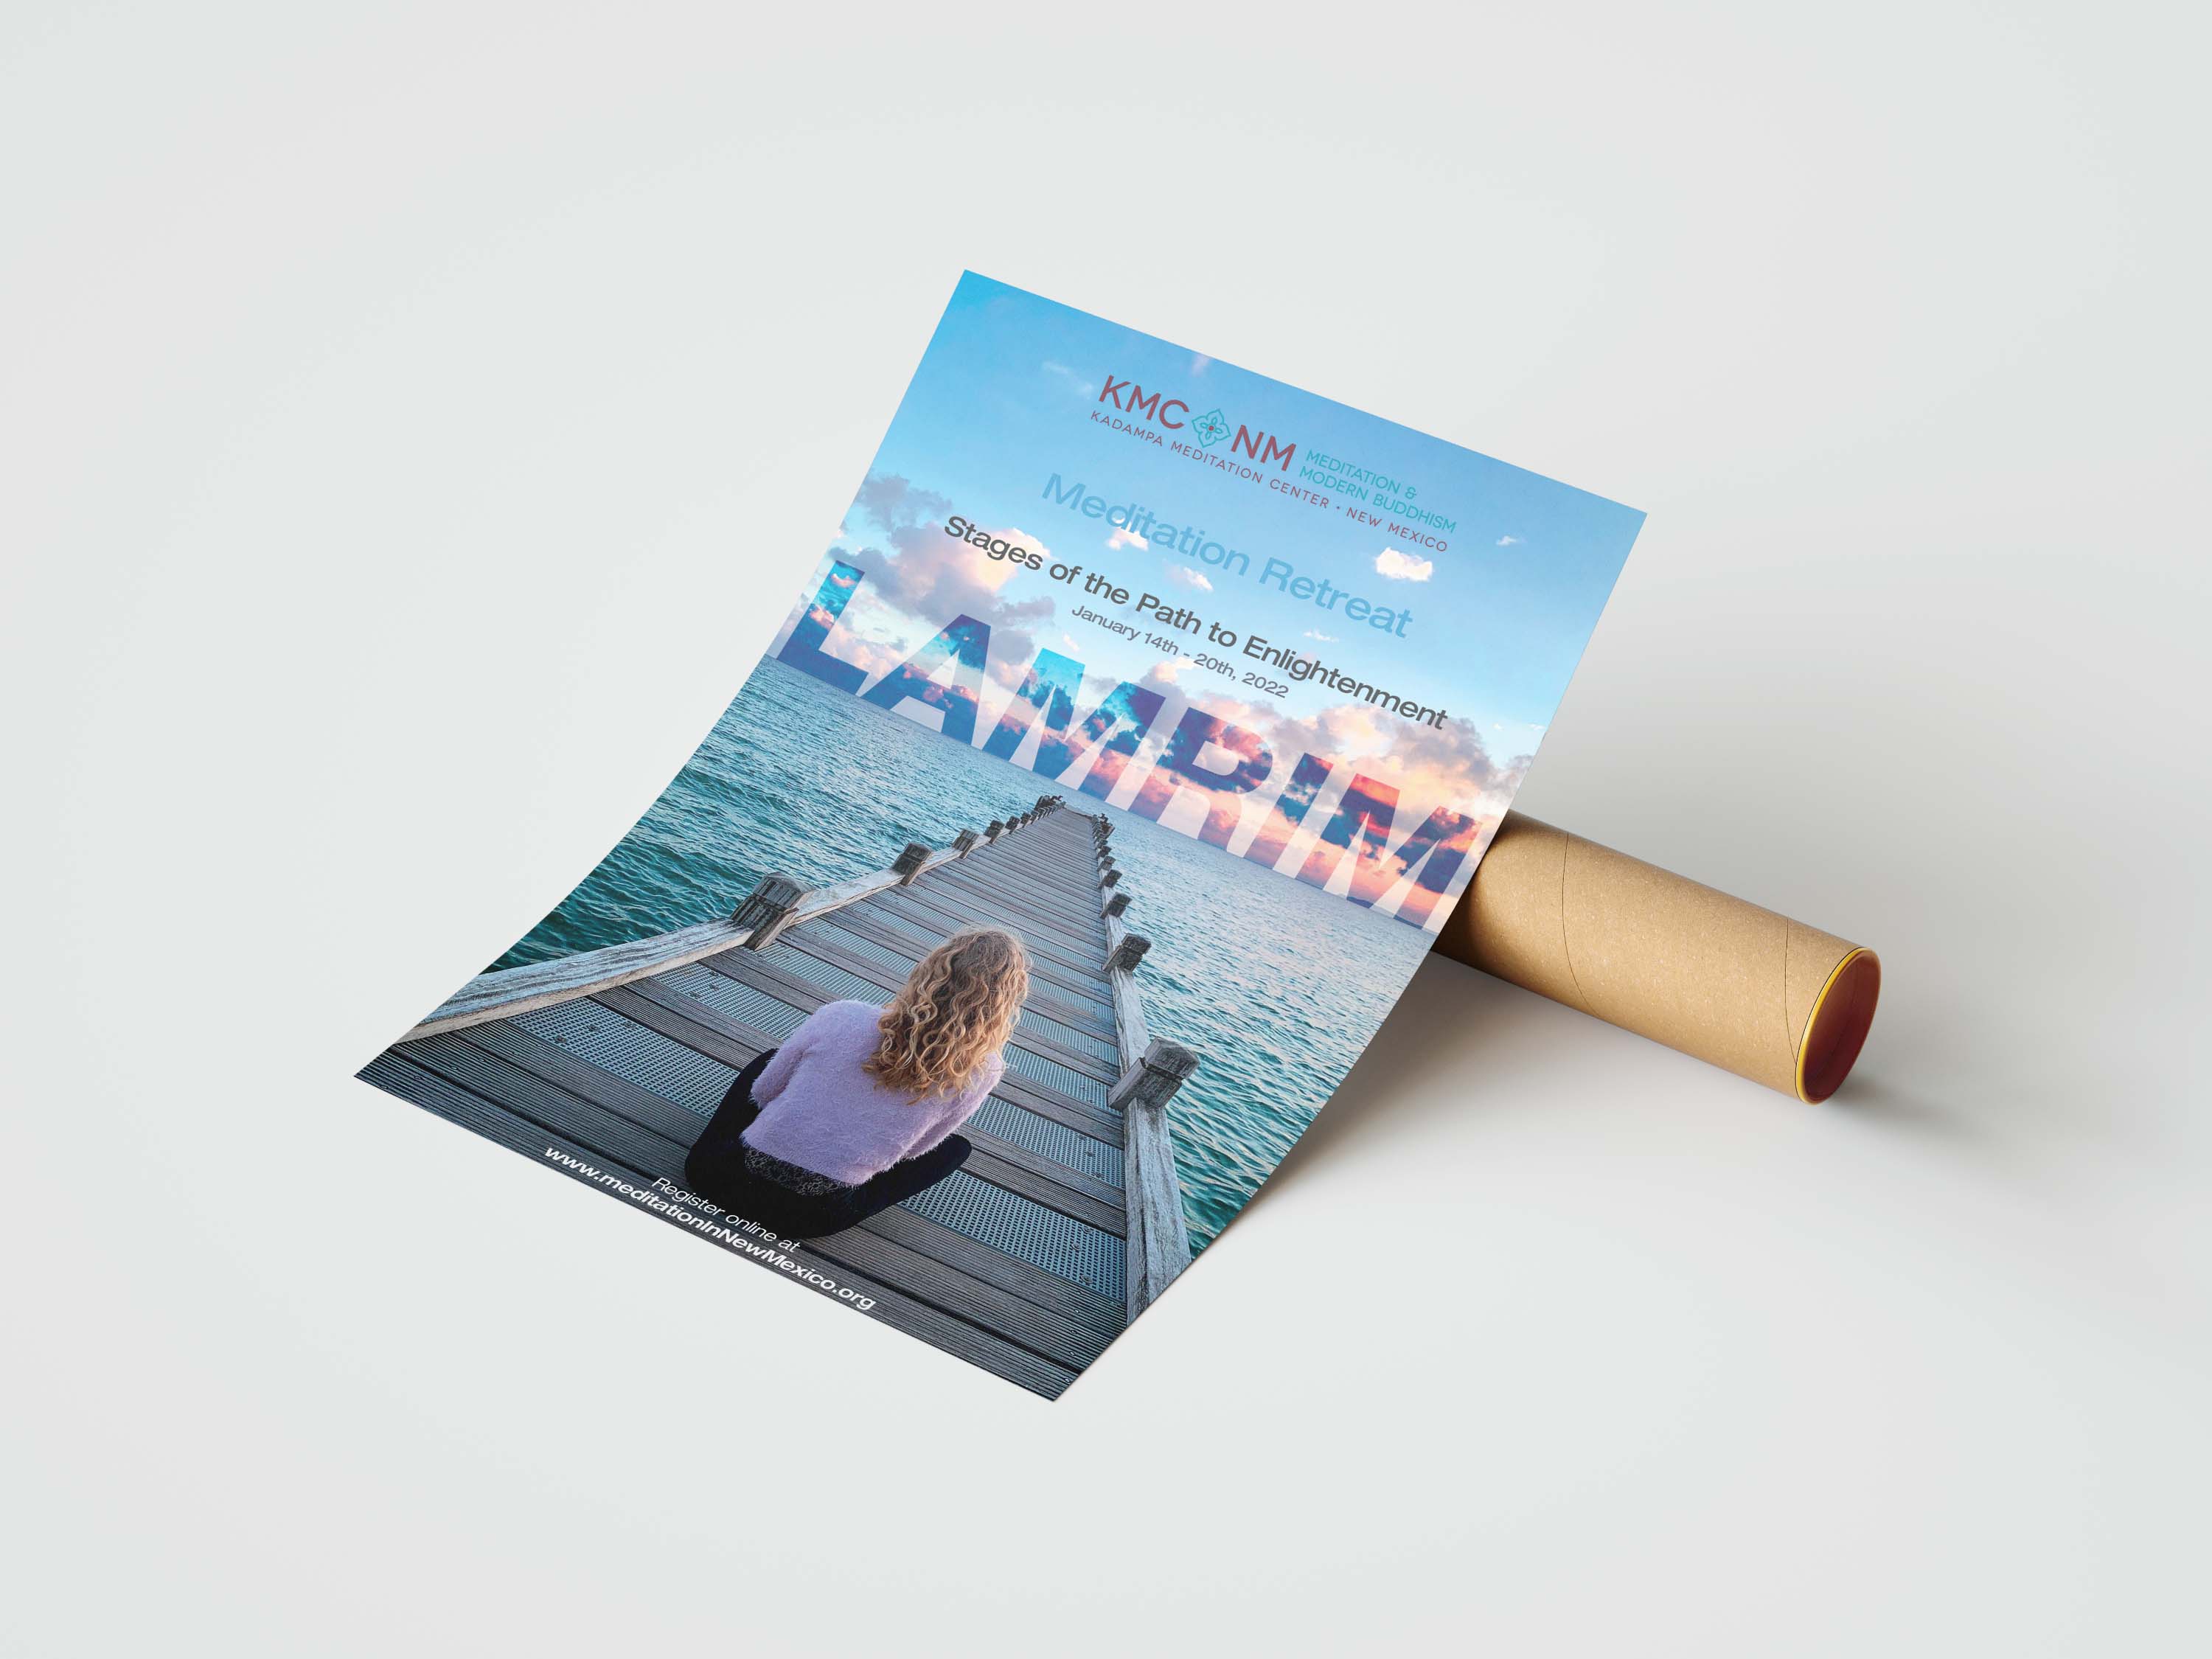 KMC NM
MEDITATION &
MODERN BUDDHISM
KADAMPA MEDITATION CENTER • NEW MEXICO
Meditation Retreat
Stages of the Path to Enlightenment
January 14th - 20th, 2022
LAMRIM
Register online at
www.meditationInNewMexico.org